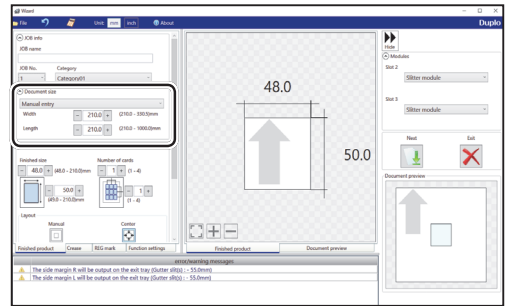 Wizard
File
Unit: mm inch
About
Duplo
JOB info
JOB name
JOB No. Category
1 Category01
Document size
Manual entry
Width - 210.0 + (210.0 - 330.5)mm
Length - 210.0 + (210.0 - 1000.0)mm
Finished size Number of cards
- 48.0 + (48.0 - 210.0)mm - 1 + (1 - 4)
- 50.0 + - 1 +
(49.0 - 210.0)mm (1 - 4)
Layout
Manual Center
Finished product Crease REG mark Function settings
48.0
50.0
Finished product Document preview
Hide
Modules
Slot 2
Slitter module
Slot 3
Slitter module
Next Exit
Document preview
error/warning messages
The side margin R will be output on the exit tray (Gutter slit(s) : - 55.0mm)
The side margin L will be output on the exit tray (Gutter slit(s) : - 55.0mm)